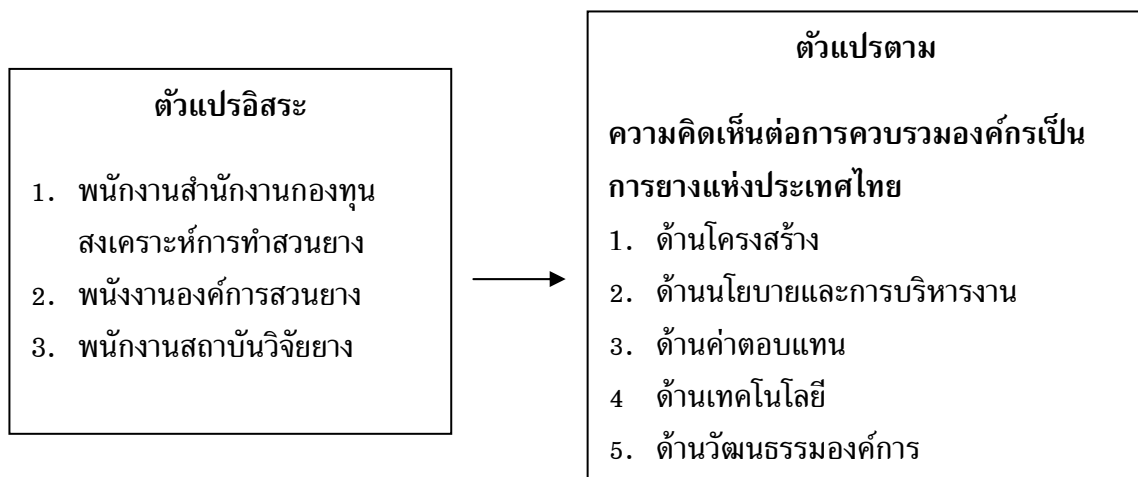 ตัวแปรอิสระ
1. พนักงานสำนักงานกองทุน
สงเคราะห์การทำสวนยาง
2. พนังงานองค์การสวนยาง
3. พนักงานสถาบันวิจัยยาง
ตัวแปรตาม
ความคิดเห็นต่อการควบรวมองค์กรเป็น
การยางแห่งประเทศไทย
1. ด้านโครงสร้าง
2. ด้านนโยบายและการบริหารงาน
3. ด้านค่าตอบแทน
4 ด้านเทคโนโลยี
5. ด้านวัฒนธรรมองค์การ